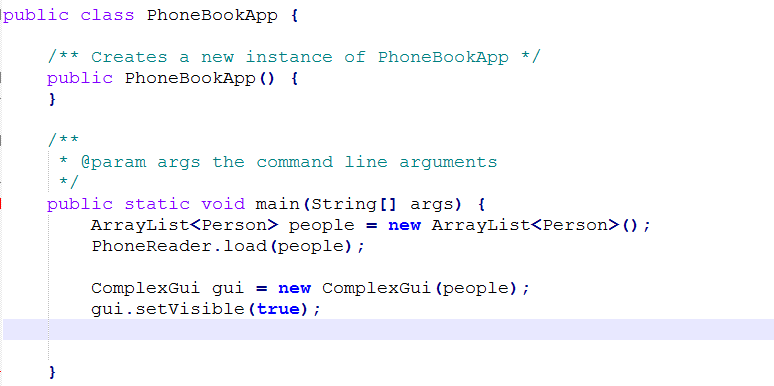 public class PhoneBookApp {
/** Creates a new instance of PhoneBookApp */
public PhoneBookApp() {
}
/**
* @param args the command line arguments
*/
public static void main(String[] args) {
ArrayList<Person> people = new ArrayList<Person>();
PhoneReader.load(people);
ComplexGui gui = new ComplexGui(people);
gui.setVisible(true);
}